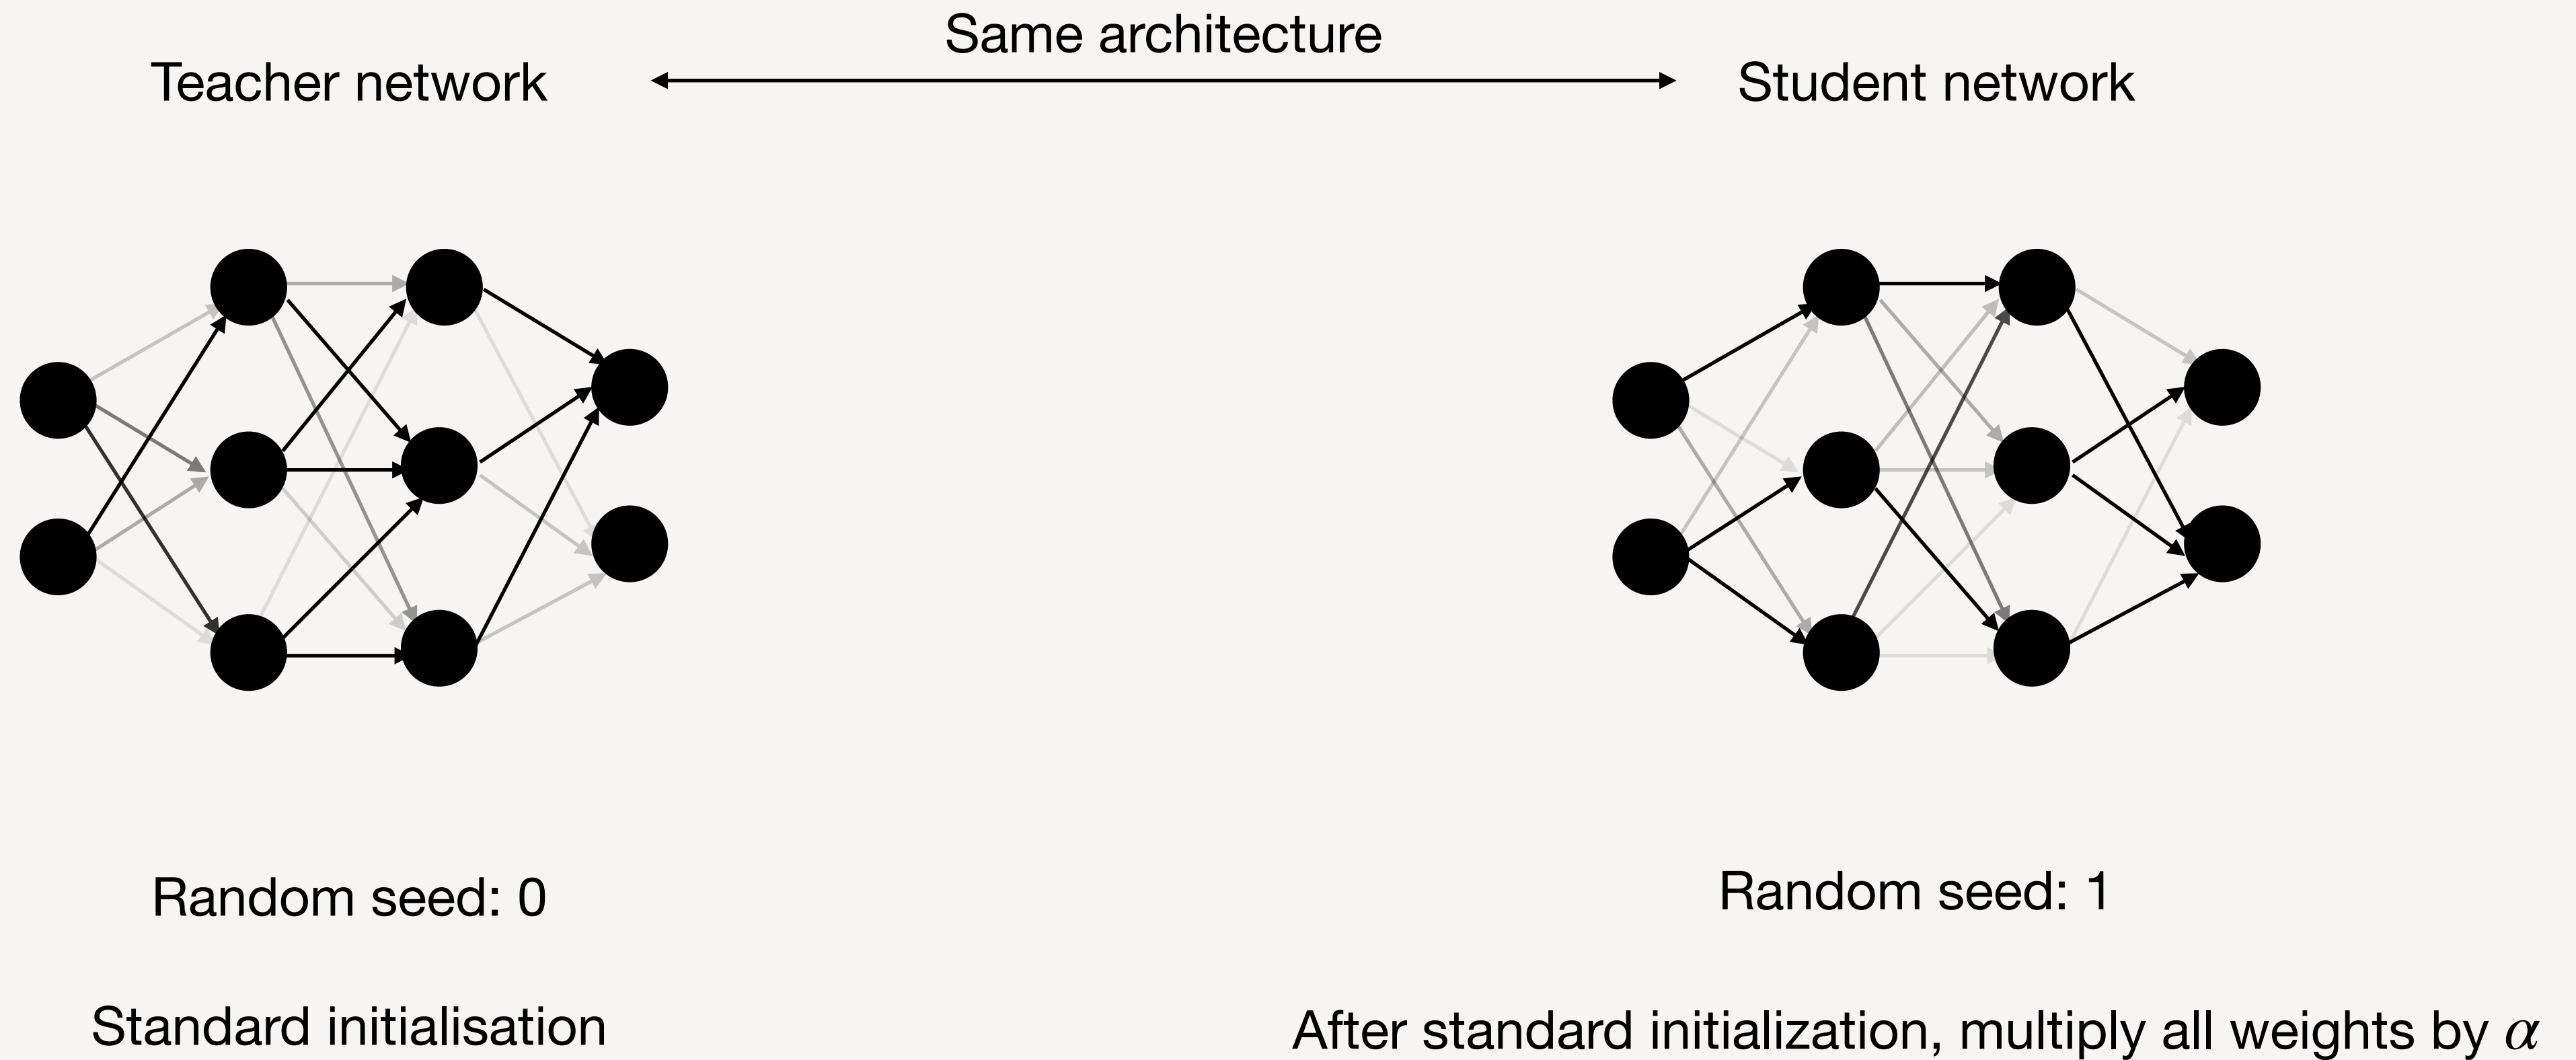 Same architecture
Teacher network
Student network
Random seed: 0
Random seed: 1
Standard initialisation
After standard initialization, multiply all weights by α